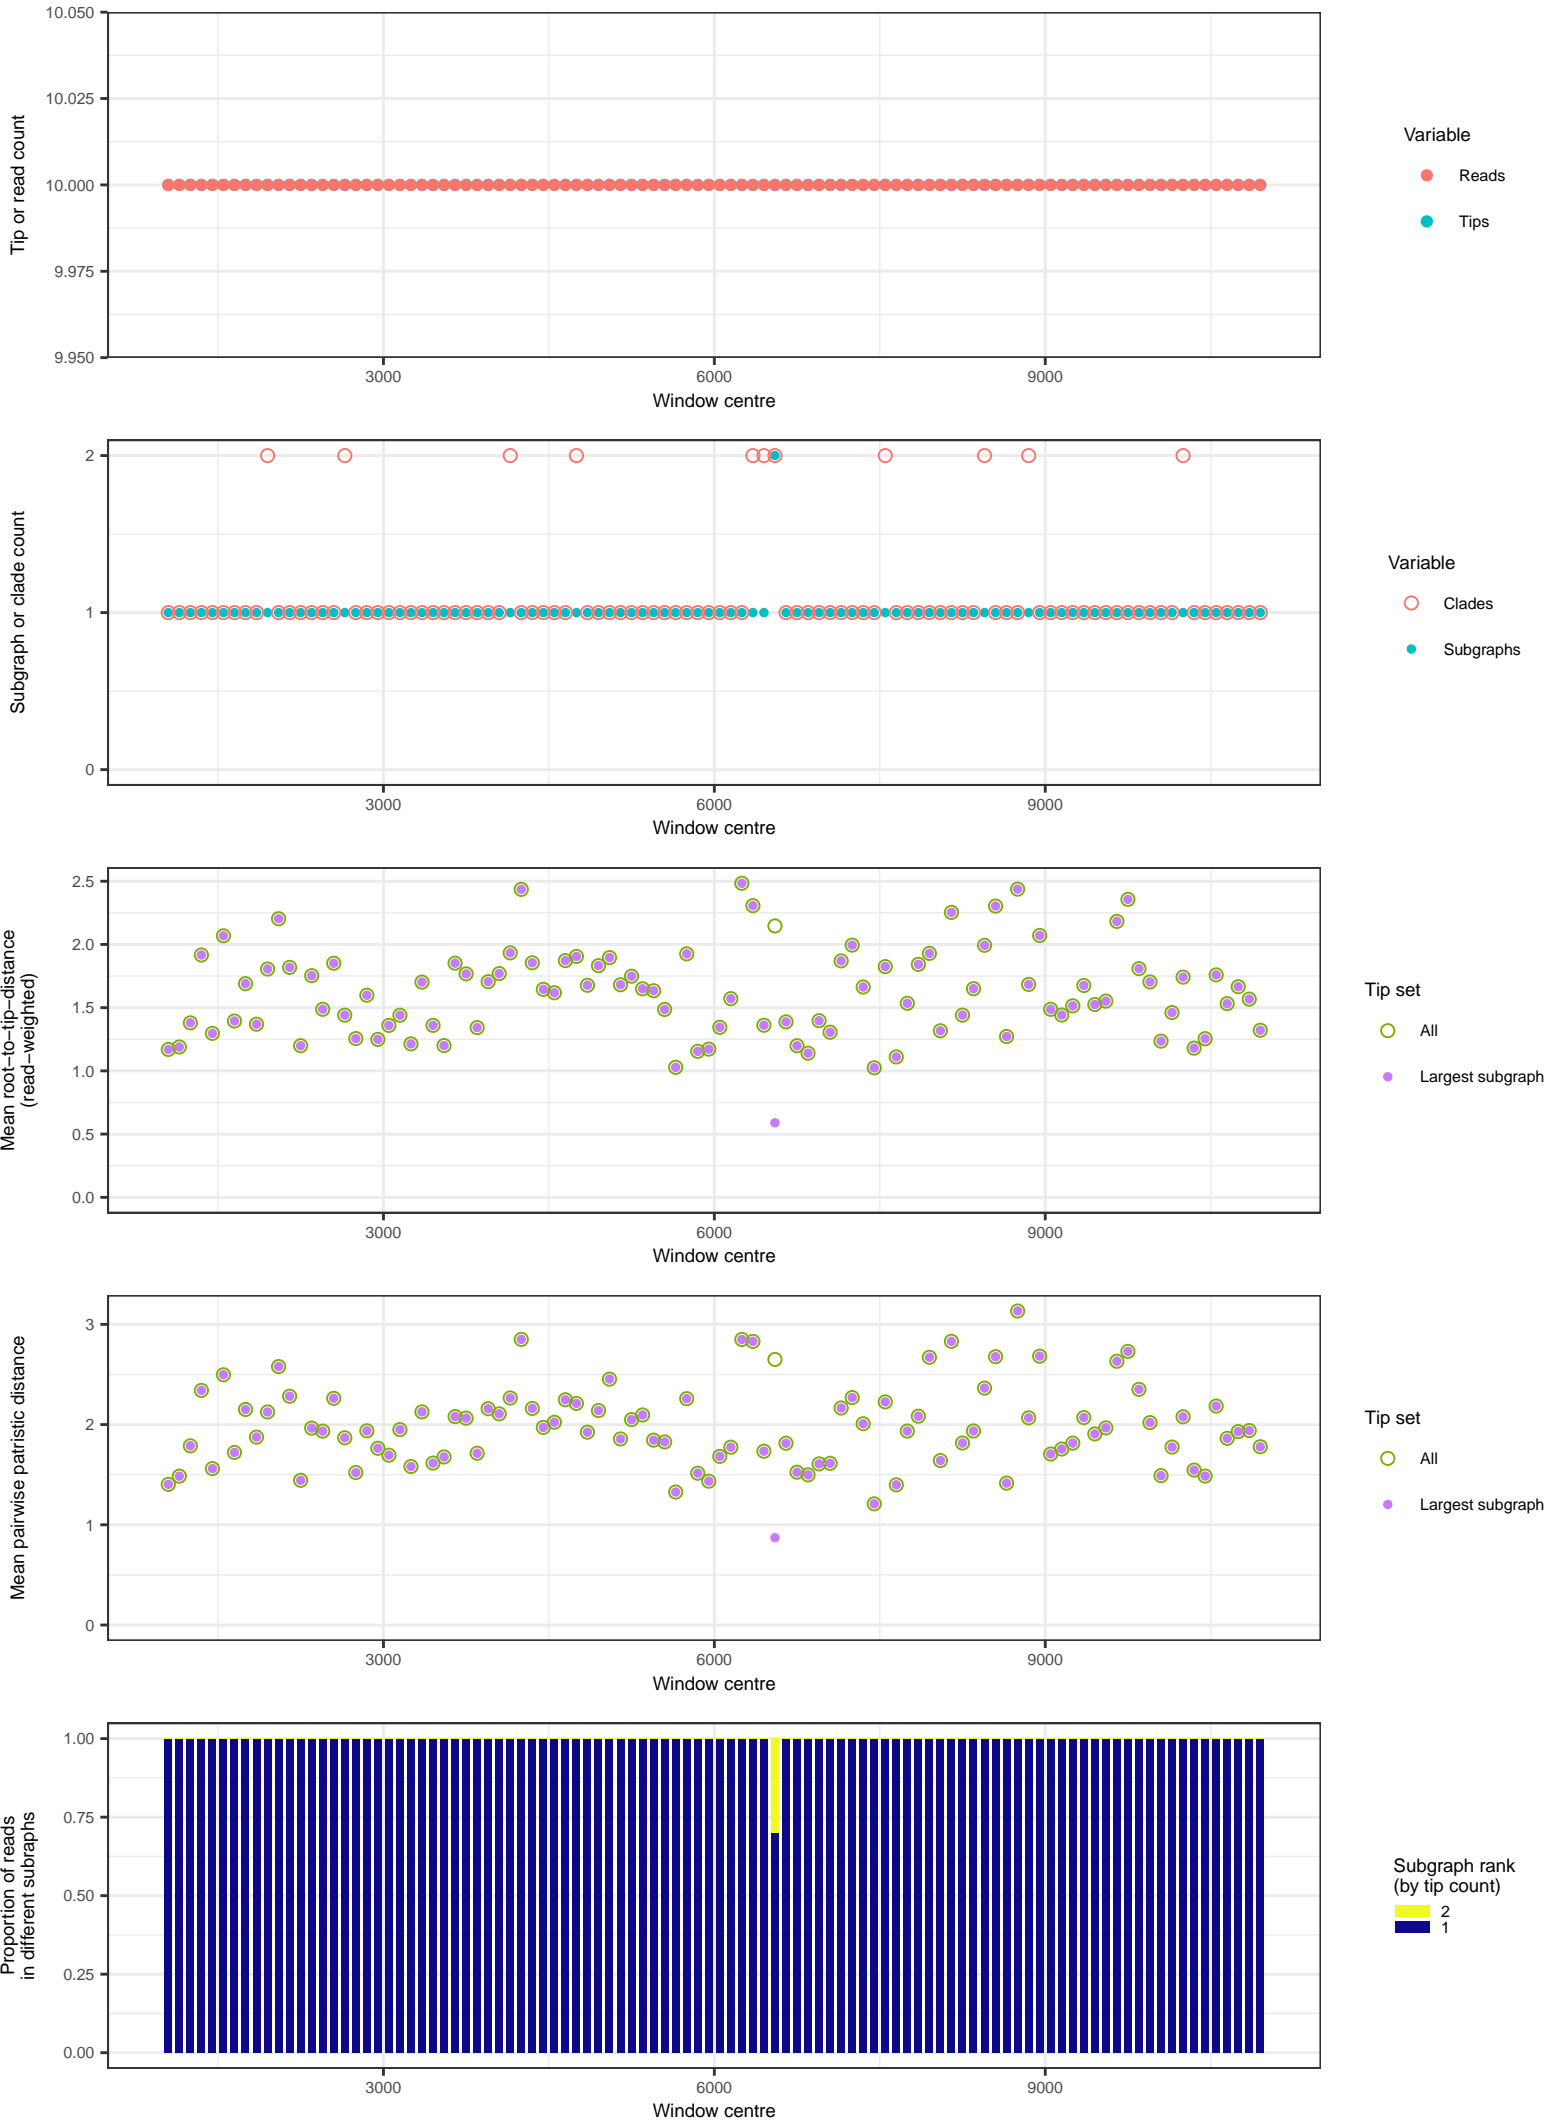 10.050
10.025
10.000
9.975
9.950
Tip or read count
3000 6000 9000
Window centre
Variable
Reads
Tips
2
1
0
Subgraph or clade count
3000 6000 9000
Window centre
Variable
Clades
Subgraphs
2.5
2.0
1.5
1.0
0.5
0.0
Mean root−to−tip−distance
(read−weighted)
3000 6000 9000
Window centre
Tip set
All
Largest subgraph
3
2
1
0
Mean pairwise patristic distance
3000 6000 9000
Window centre
Tip set
All
Largest subgraph
1.00
0.75
0.50
0.25
0.00
Proportion of reads
in different subraphs
3000 6000 9000
Window centre
Subgraph rank
(by tip count)
2
1